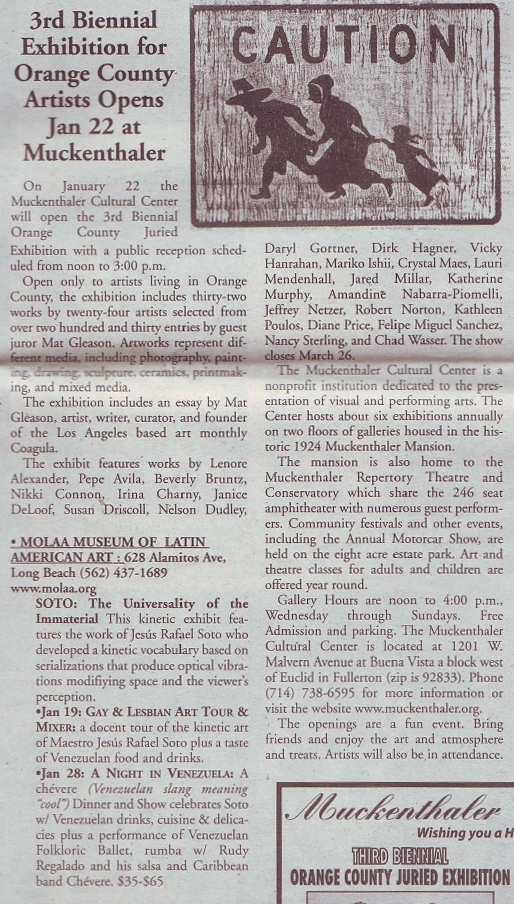 3rd Biennial
Exhibition for
Orange County
Artists Opens
Jan 22 at
Muckenthaler
CAUTION
On January 22 the
Muckenthaler Cultural Center
will open the 3rd Biennial
Orange County Juried
Exhibition with a public reception sched-
uled from noon to 3:00 p.m.
Open only to artists living in Orange
County, the exhibition includes thirty-two
works by twenty-four artists selected from
over two hundred and thirty entries by guest
juror Mat Gleason. Artworks represent dif-
ferent media, including photography, paint-
ing, drawing, sculpture, ceramics, printmak-
ing, and mixed media.
The exhibition includes an essay by Mat
Gleason, artist, writer, curator, and founder
of the Los Angeles based art monthly
Coagula.
The exhibit features works by Lenore
Alexander, Pepe Avila, Beverly Bruntz,
Nikki Connon, Irina Charny, Janice
DeLoof, Susan Driscoll, Nelson Dudley,
• MOLAA MUSEUM OF LATIN
AMERICAN ART : 628 Alamitos Ave,
Long Beach (562) 437-1689
www.molaa.org
SOTO: The Universality of the
Immaterial This kinetic exhibit fea-
tures the work of Jesús Rafael Soto who
developed a kinetic vocabulary based on
serializations that produce optical vibra-
tions modifiying space and the viewer's
perception.
•Jan 19: GAY & LESBIAN ART TOUR &
MIXER: a docent tour of the kinetic art
of Maestro Jesús Rafael Soto plus a taste
of Venezuelan food and drinks.
•Jan 28: A NIGHT IN VENEZUELA: A
chévere (Venezuelan slang meaning
"cool") Dinner and Show celebrates Soto
w/ Venezuelan drinks, cuisine & delica-
cies plus a performance of Venezuelan
Folkloric Ballet, rumba w/ Rudy
Regalado and his salsa and Caribbean
band Chévere. $35-$65
Daryl Gortner, Dirk Hagner, Vicky
Hanrahan, Mariko Ishii, Crystal Maes, Lauri
Mendenhall, Jared Millar, Katherine
Murphy, Amandine Nabarra-Piomelli,
Jeffrey Netzer, Robert Norton, Kathleen
Poulos, Diane Price, Felipe Miguel Sanchez,
Nancy Sterling, and Chad Wasser. The show
closes March 26.
The Muckenthaler Cultural Center is a
nonprofit institution dedicated to the pres-
entation of visual and performing arts. The
Center hosts about six exhibitions annually
on two floors of galleries housed in the his-
toric 1924 Muckenthaler Mansion.
The mansion is also home to the
Muckenthaler Repertory Theatre and
Conservatory which share the 246 seat
amphitheater with numerous guest perform-
ers. Community festivals and other events,
including the Annual Motorcar Show, are
held on the eight acre estate park. Art and
theatre classes for adults and children are
offered year round.
Gallery Hours are noon to 4:00 p.m.,
Wednesday through Sundays. Free
Admission and parking. The Muckenthaler
Cultural Center is located at 1201 W.
Malvern Avenue at Buena Vista a block west
of Euclid in Fullerton (zip is 92833). Phone
(714) 738-6595 for more information or
visit the website www.muckenthaler.org.
The openings are a fun event. Bring
friends and enjoy the art and atmosphere
and treats. Artists will also be in attendance.
Muckenthaler
Wishing you a H
THIRD BIENNIAL
ORANGE COUNTY JURIED EXHIBITION